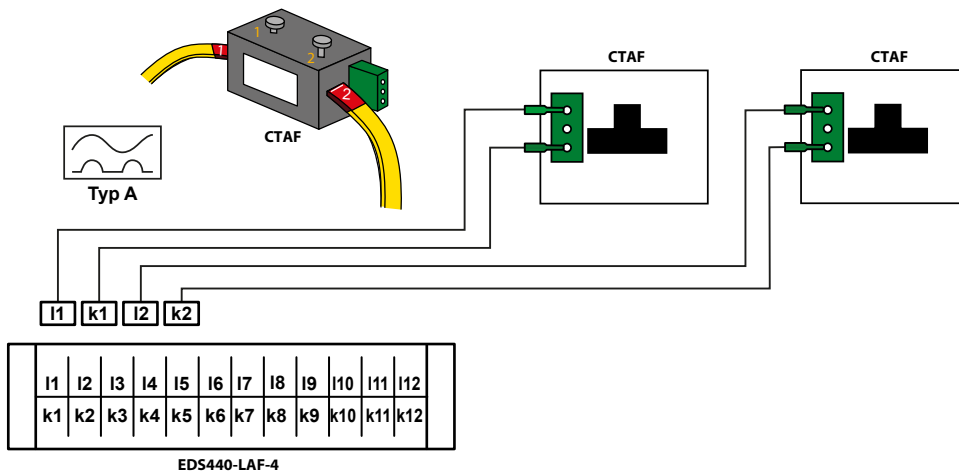 1
2
1
2
CTAF
CTAF
CTAF
Typ A
l1 k1 l2 k2
l1 l2 l3 l4 l5 l6 l7 l8 l9 l10 l11 l12
k1 k2 k3 k4 k5 k6 k7 k8 k9 k10 k11 k12
EDS440-LAF-4